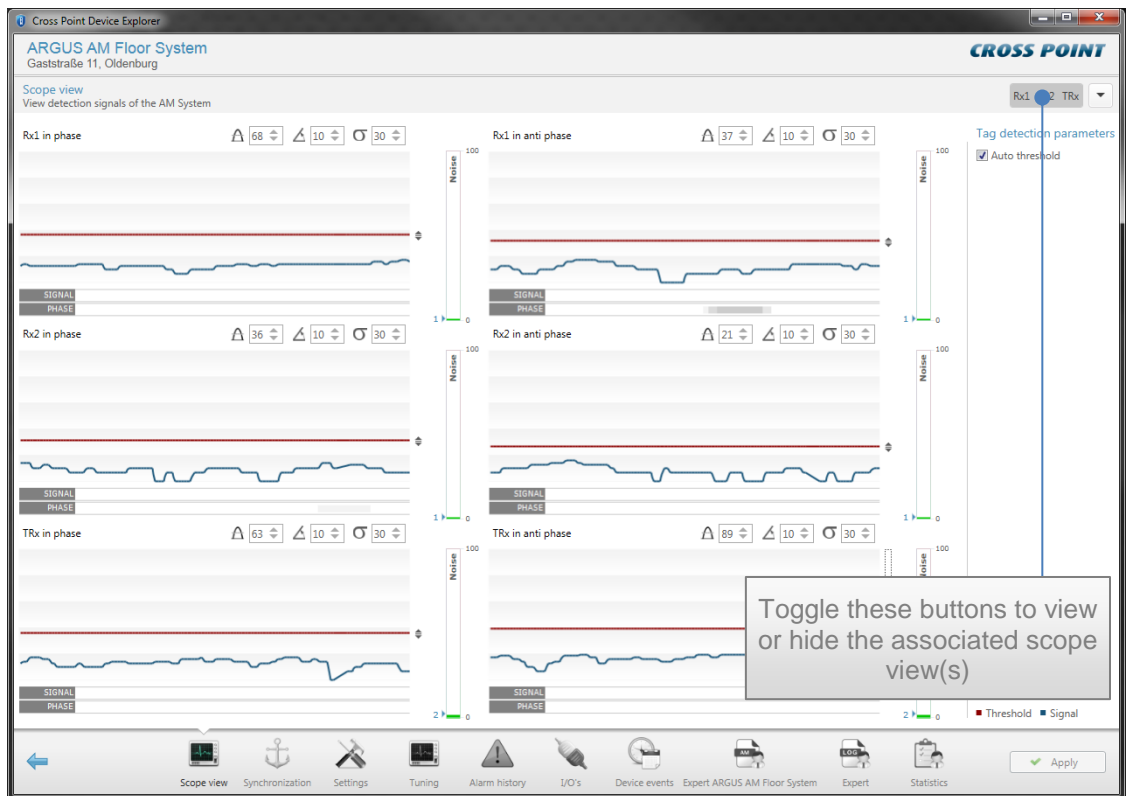 Cross Point Device Explorer
ARGUS AM Floor System
Gaststraße 11, Oldenburg
CROSS POINT
Scope view
View detection signals of the AM System
Rx1 2 TRx
Rx1 in phase 68 10 σ 30
Rx1 in anti phase 37 10 σ 30
Tag detection parameters
Auto threshold
100
Noise
100
Noise
SIGNAL
PHASE
1 0
SIGNAL
PHASE
1 0
Rx2 in phase 36 10 σ 30
Rx2 in anti phase 21 10 σ 30
100
Noise
100
Noise
SIGNAL
PHASE
1 0
SIGNAL
PHASE
1 0
TRx in phase 63 10 σ 30
TRx in anti phase 89 10 σ 30
100
Noise
100
Noise
Toggle these buttons to view
or hide the associated scope
view(s)
SIGNAL
PHASE
2 0
SIGNAL
PHASE
2 0
Threshold Signal
Scope view Synchronization Settings Tuning Alarm history I/O's Device events Expert ARGUS AM Floor System Expert Statistics
AM
LOG
Apply